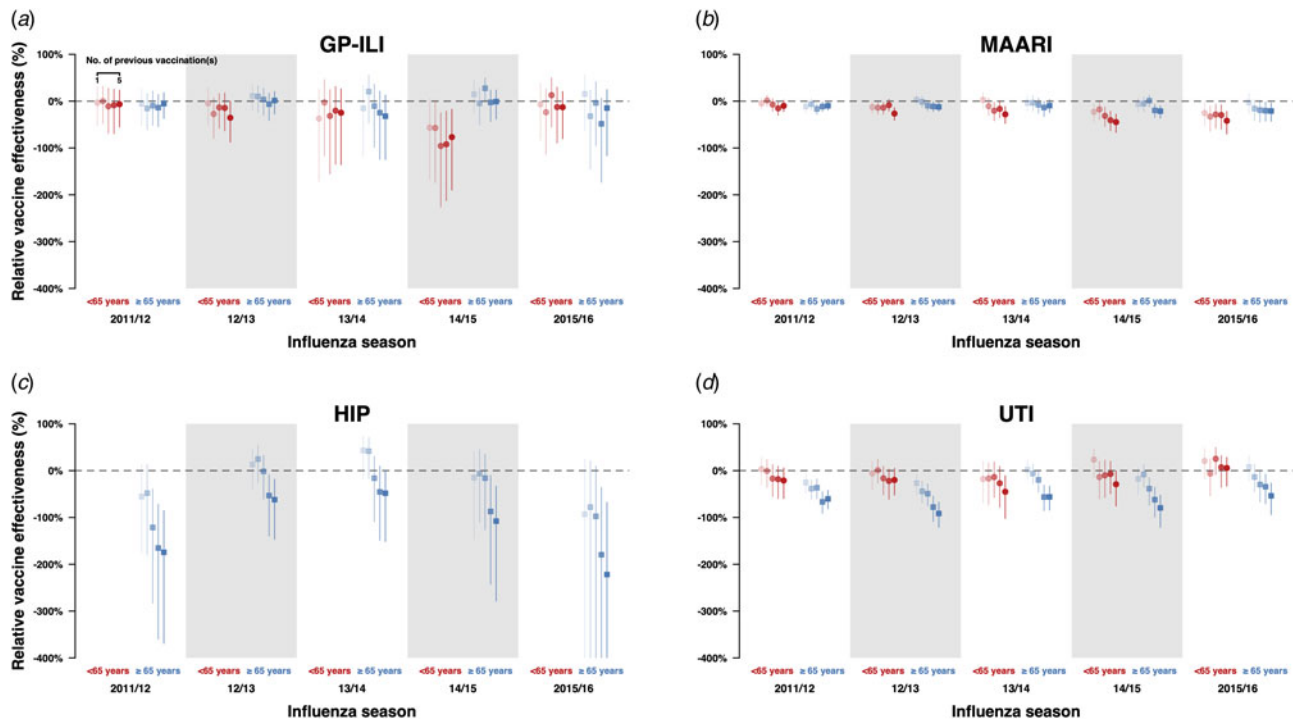 (a)
GP-ILI
Relative vaccine effectiveness (%)
100%
0%
-100%
-200%
-300%
-400%
No. of previous vaccination(s)
1 5
<65 years ≥ 65 years <65 years ≥ 65 years <65 years ≥ 65 years <65 years ≥ 65 years <65 years ≥ 65 years
2011/12 12/13 13/14 14/15 2015/16
Influenza season
(b)
MAARI
100%
0%
-100%
-200%
-300%
-400%
<65 years ≥ 65 years <65 years ≥ 65 years <65 years ≥ 65 years <65 years ≥ 65 years <65 years ≥ 65 years
2011/12 12/13 13/14 14/15 2015/16
Influenza season
(c)
HIP
Relative vaccine effectiveness (%)
100%
0%
-100%
-200%
-300%
-400%
<65 years ≥ 65 years <65 years ≥ 65 years <65 years ≥ 65 years <65 years ≥ 65 years <65 years ≥ 65 years
2011/12 12/13 13/14 14/15 2015/16
Influenza season
(d)
UTI
100%
0%
-100%
-200%
-300%
-400%
<65 years ≥ 65 years <65 years ≥ 65 years <65 years ≥ 65 years <65 years ≥ 65 years <65 years ≥ 65 years
2011/12 12/13 13/14 14/15 2015/16
Influenza season